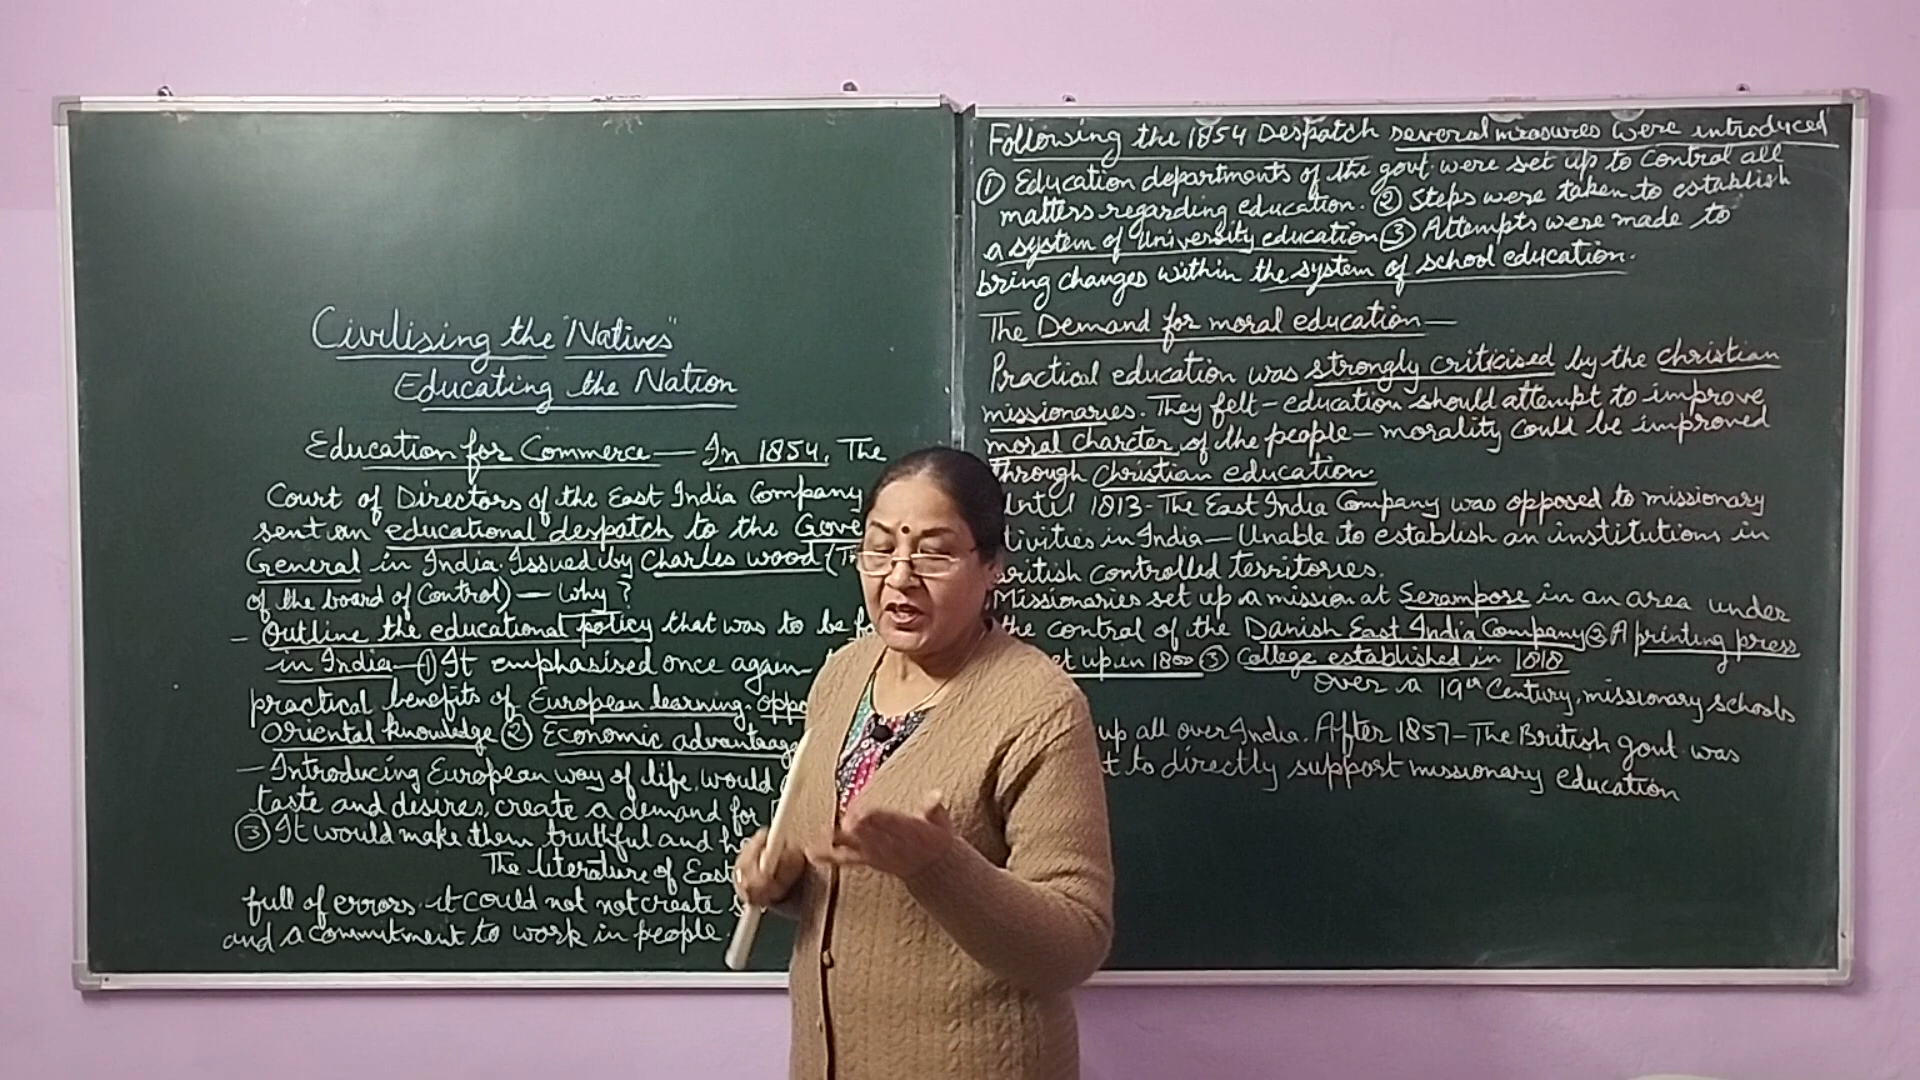 Civilising the "Natives"
Educating the Nation
Education for Commerce — In 1854, The
Court of Directors of the East India Company
sent an educational despatch to the Gove
General in India. Issued by Charles wood (
of the board of Control) — Why?
- Outline the educational policy that was to be
in India — ① It emphasised once again
practical benefits of European learning. oppo
Oriental knowledge ② Economic advantage
- Introducing European way of life, would
taste and desires, create a demand for
③ It would make them truthful and h
The literature of East
full of errors. it could not not create s
and a commitment to work in people.
Following the 1854 Despatch several measures were introduced
① Education departments of the govt. were set up to Control all
matters regarding education. ② Steps were taken to establish
a system of University education ③ Attempts were made to
bring changes within the system of school education.
The Demand for moral education —
Practical education was strongly criticised by the christian
missionaries. They felt - education should attempt to improve
moral charcter of the people - morality could be improved
through Christian education.
ntil 1813 - The East India Company was opposed to missionary
tivities in India — Unable to establish an institutions in
ritish controlled territories.
Missionaries set up a mission at Serampore in an area under
the control of the Danish East India Company ② A printing press
et up in 1800 ③ College established in 1818
Over a 19th Century, missionary schools
up all over India. After 1857 - The British govt. was
t to directly support missionary education